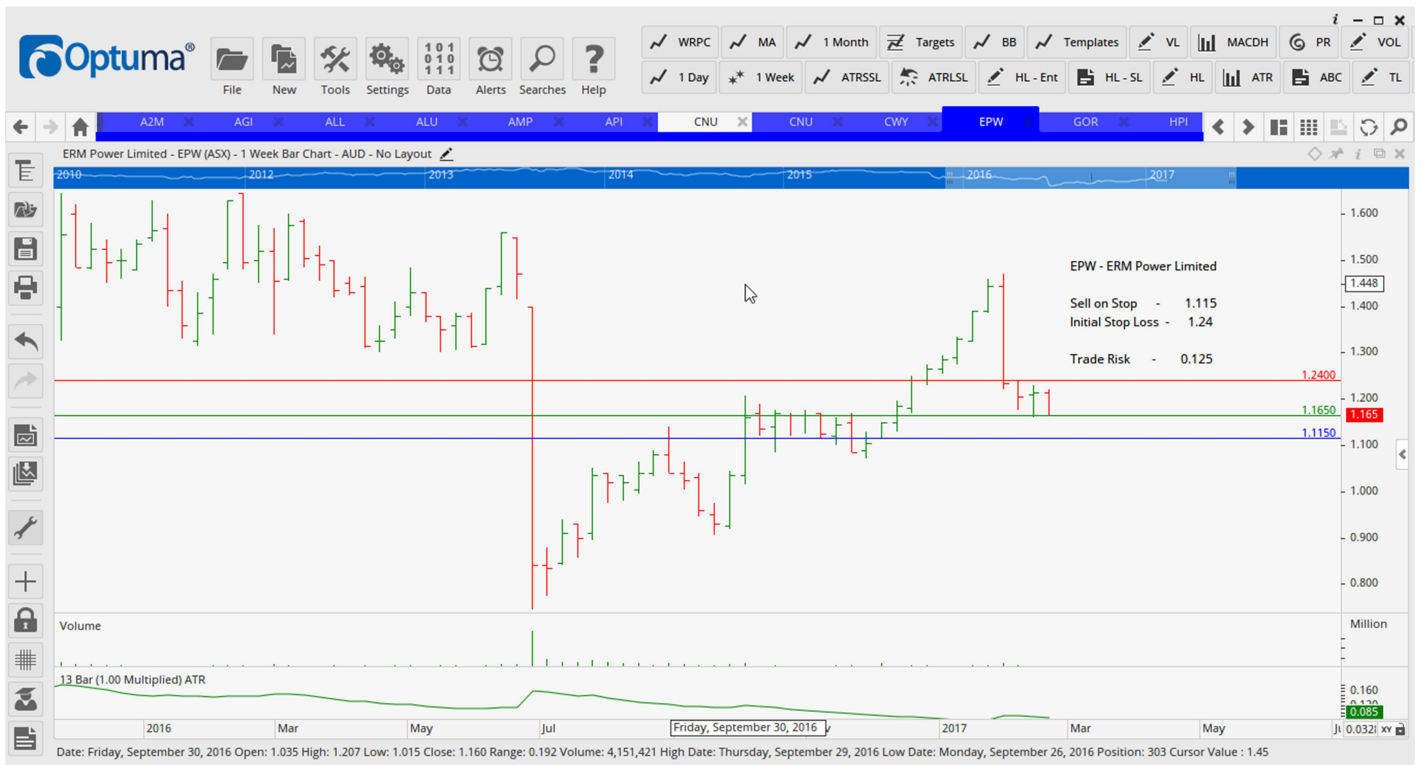 i
Optuma®
WRPC MA 1 Month Targets BB Templates VL MACDH PR VOL
1 Day 1 Week ATRSSL ATRLSL HL - Ent HL - SL HL ATR ABC TL
101
010
111
File New Tools Settings Data Alerts Searches Help
A2M AGI ALL ALU AMP API CNU CNU CWY EPW GOR HPI
ERM Power Limited - EPW (ASX) - 1 Week Bar Chart - AUD - No Layout
i
2010 2012 2013 2014 2015 2016 2017
1.600
EPW - ERM Power Limited
1.500
1.448
Sell on Stop - 1.115
1.400
Initial Stop Loss - 1.24
1.300
Trade Risk - 0.125
1.2400
1.200
1.1650
1.165
1.1150
1.100
1.000
0.900
0.800
Volume
Million
13 Bar (1.00 Multiplied) ATR
0.160
0.085
2016 Mar May Jul Friday, September 30, 2016 2017 Mar May
XY
Date: Friday, September 30, 2016 Open: 1.035 High: 1.207 Low: 1.015 Close: 1.160 Range: 0.192 Volume: 4,151,421 High Date: Thursday, September 29, 2016 Low Date: Monday, September 26, 2016 Position: 303 Cursor Value : 1.45